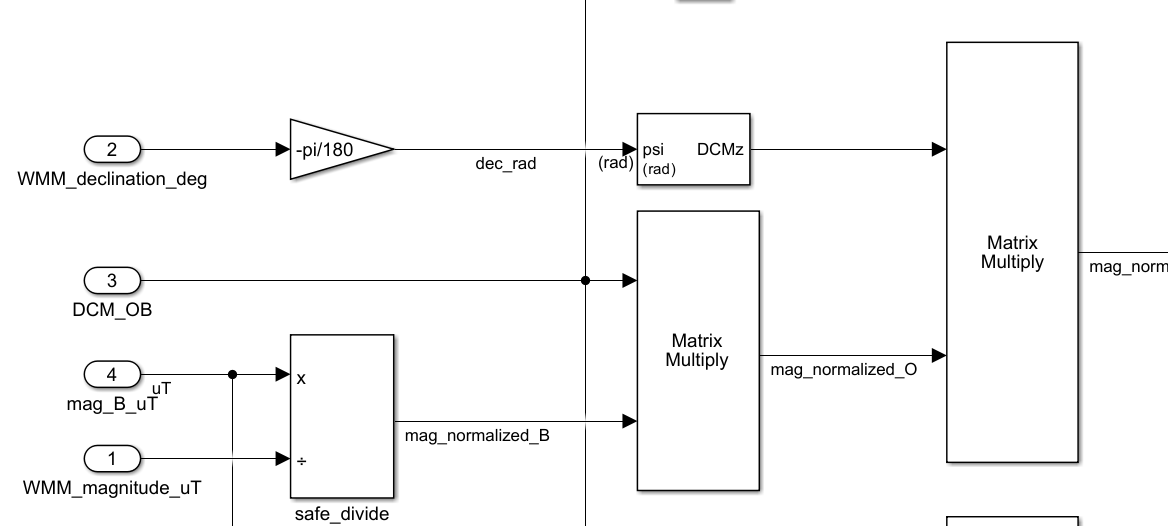 2
WMM_declination_deg
-pi/180
dec_rad
(rad)
psi
(rad)
DCMz
3
DCM_OB
4
uT
mag_B_uT
1
WMM_magnitude_uT
x
÷
safe_divide
mag_normalized_B
Matrix
Multiply
mag_normalized_O
Matrix
Multiply
mag_norm